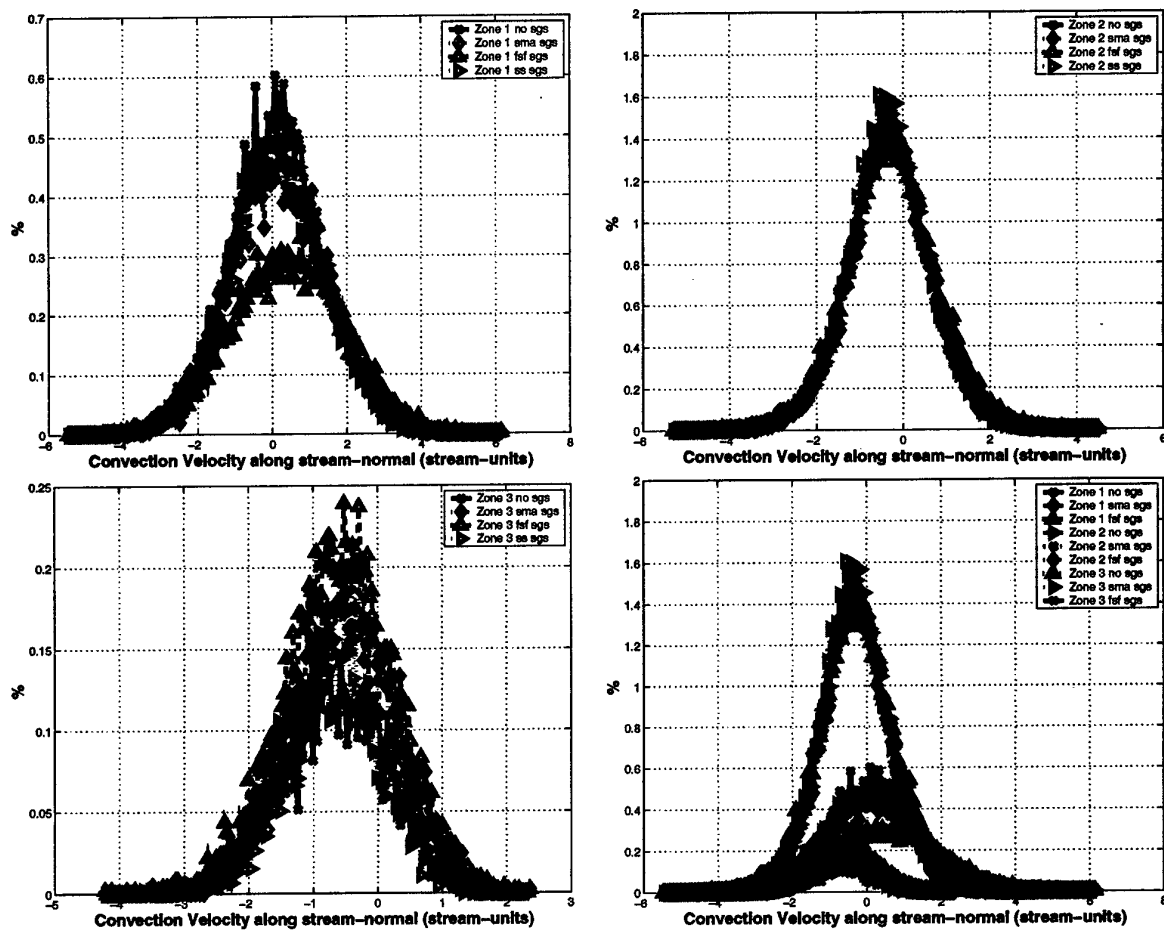 0.7
0.6
0.5
0.4
0.3
0.2
0.1
0
%
-6
-4
-2
0
2
4
6
8
Convection Velocity along stream-normal (stream-units)
Zone 1 no sgs
Zone 1 sma sgs
Zone 1 fsf sgs
Zone 1 ss sgs
2
1.8
1.6
1.4
1.2
1
0.8
0.6
0.4
0.2
0
%
-6
-4
-2
0
2
4
6
Convection Velocity along stream-normal (stream-units)
Zone 2 no sgs
Zone 2 sma sgs
Zone 2 fsf sgs
Zone 2 ss sgs
0.25
0.2
0.15
0.1
0.05
0
%
-5
-4
-3
-2
-1
0
1
2
3
Convection Velocity along stream-normal (stream-units)
Zone 3 no sgs
Zone 3 sma sgs
Zone 3 fsf sgs
Zone 3 ss sgs
2
1.8
1.6
1.4
1.2
1
0.8
0.6
0.4
0.2
0
%
-6
-4
-2
0
2
4
6
8
Convection Velocity along stream-normal (stream-units)
Zone 1 no sgs
Zone 1 sma sgs
Zone 1 fsf sgs
Zone 2 no sgs
Zone 2 sma sgs
Zone 2 fsf sgs
Zone 3 no sgs
Zone 3 sma sgs
Zone 3 fsf sgs